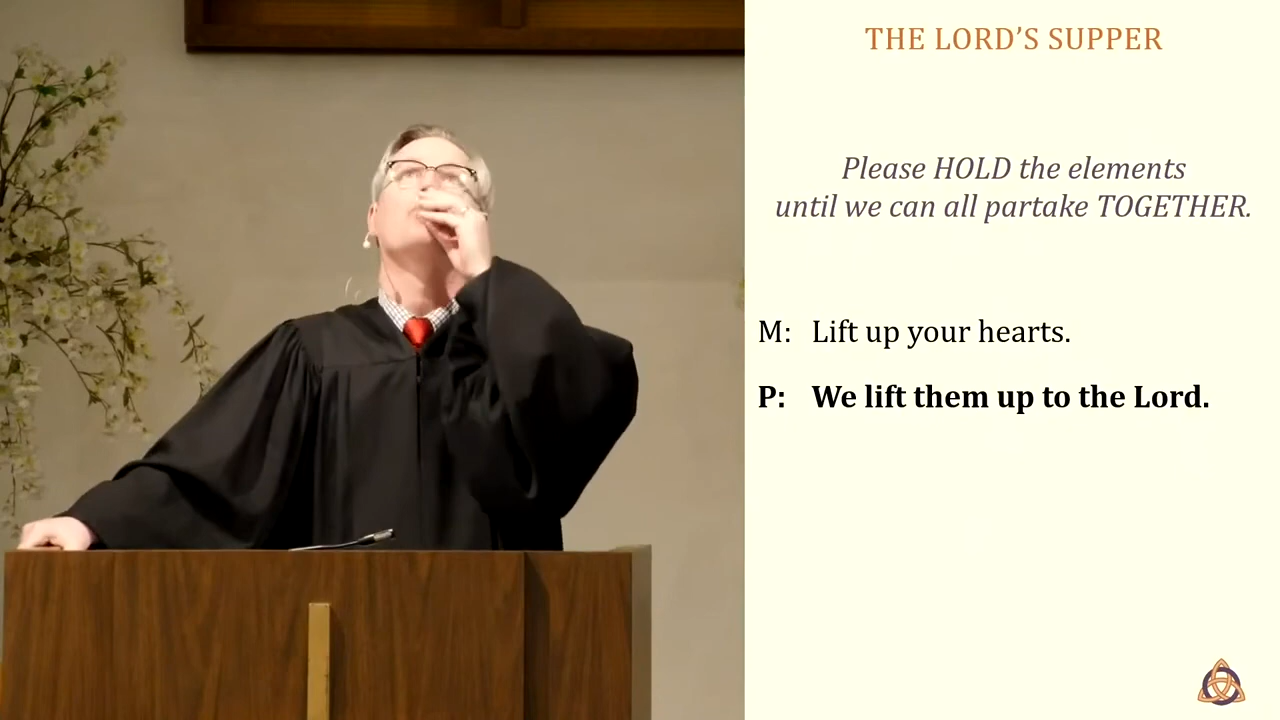 THE LORD’S SUPPER
Please HOLD the elements
until we can all partake TOGETHER.
M: Lift up your hearts.
P: We lift them up to the Lord.